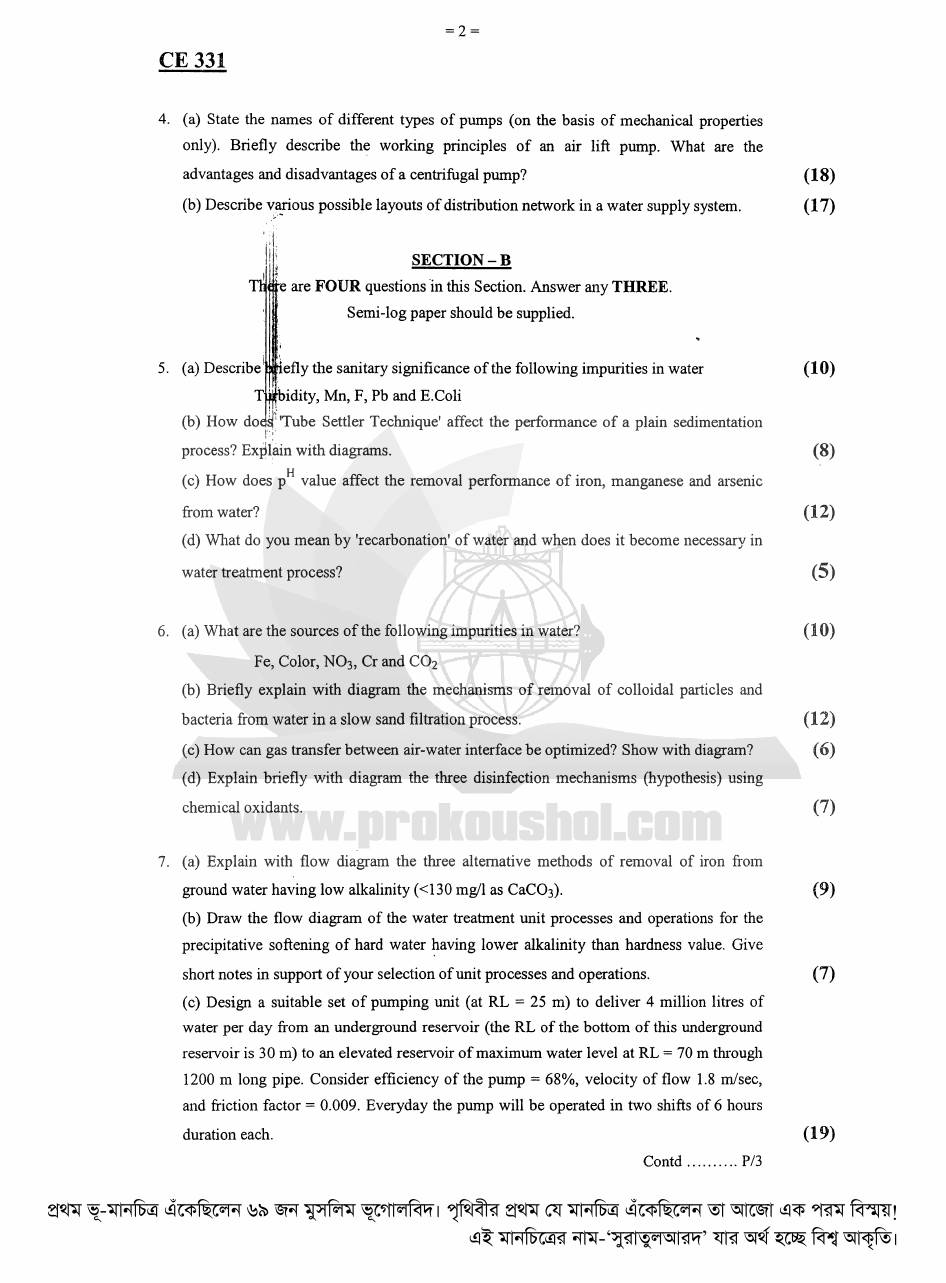 = 2 =
CE 331
4. (a) State the names of different types of pumps (on the basis of mechanical properties
only). Briefly describe the working principles of an air lift pump. What are the
advantages and disadvantages of a centrifugal pump? (18)
(b) Describe various possible layouts of distribution network in a water supply system. (17)
SECTION – B
There are FOUR questions in this Section. Answer any THREE.
Semi-log paper should be supplied.
5. (a) Describe briefly the sanitary significance of the following impurities in water (10)
Turbidity, Mn, F, Pb and E.Coli
(b) How does 'Tube Settler Technique' affect the performance of a plain sedimentation
process? Explain with diagrams. (8)
(c) How does p^H value affect the removal performance of iron, manganese and arsenic
from water? (12)
(d) What do you mean by 'recarbonation' of water and when does it become necessary in
water treatment process? (5)
6. (a) What are the sources of the following impurities in water? (10)
Fe, Color, NO₃, Cr and CO₂
(b) Briefly explain with diagram the mechanisms of removal of colloidal particles and
bacteria from water in a slow sand filtration process. (12)
(c) How can gas transfer between air-water interface be optimized? Show with diagram? (6)
(d) Explain briefly with diagram the three disinfection mechanisms (hypothesis) using
chemical oxidants. (7)
www.prokoushol.com
7. (a) Explain with flow diagram the three alternative methods of removal of iron from
ground water having low alkalinity (<130 mg/l as CaCO₃). (9)
(b) Draw the flow diagram of the water treatment unit processes and operations for the
precipitative softening of hard water having lower alkalinity than hardness value. Give
short notes in support of your selection of unit processes and operations. (7)
(c) Design a suitable set of pumping unit (at RL = 25 m) to deliver 4 million litres of
water per day from an underground reservoir (the RL of the bottom of this underground
reservoir is 30 m) to an elevated reservoir of maximum water level at RL = 70 m through
1200 m long pipe. Consider efficiency of the pump = 68%, velocity of flow 1.8 m/sec,
and friction factor = 0.009. Everyday the pump will be operated in two shifts of 6 hours
duration each. (19)
Contd .......... P/3
প্রথম ভূ-মানচিত্র এঁকেছিলেন ৬৯ জন মুসলিম ভূগোলবিদ। পৃথিবীর প্রথম যে মানচিত্র এঁকেছিলেন তা আজো এক পরম বিস্ময়!
এই মানচিত্রের নাম-‘সুরাতুলআরদ’ যার অর্থ হচ্ছে বিশ্ব আকৃতি।